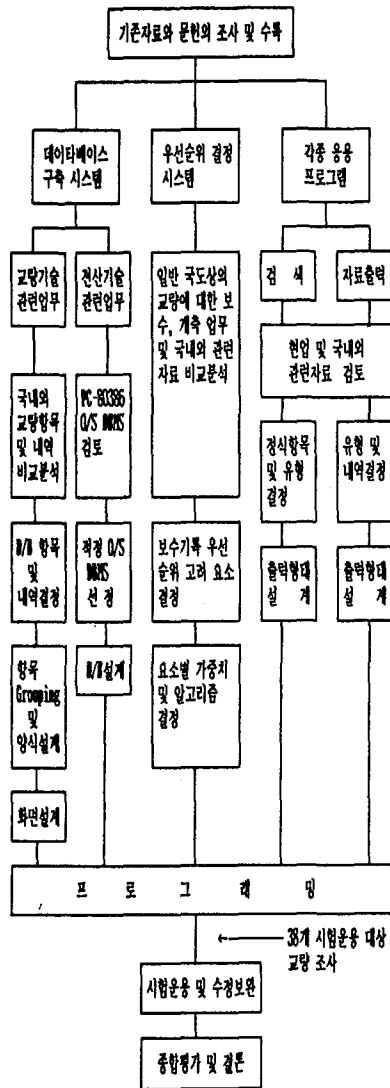 기존자료와 문헌의 조사 및 수록
데이타베이스
구축 시스템
우선순위 결정
시스템
각종 응용
프로그램
교량기술
관련업무
전산기술
관련업무
일반 국도상의
교량에 대한 보
수, 개축 업무
및 국내외 관련
자료 비교분석
검 색
자료출력
현업 및 국내외
관련자료 검토
국내외
교량항목
및 내역
비교분석
PC-80386
O/S DBMS
검토
정식항목
및 유형
결정
유형 및
내역결정
D/B 항목
및
내역결정
적정 O/S
DBMS
선 정
보수기록 우선
순위 고려 요소
결정
출력형태
설 계
출력형태
설 계
항목
Grouping
및
양식설계
D/B설계
요소별 가중치
및 알고리즘
결정
화면설계
프 로 그 래 밍
38개 시험운용 대상
교량 조사
시험운용 및 수정보완
종합평가 및 결론